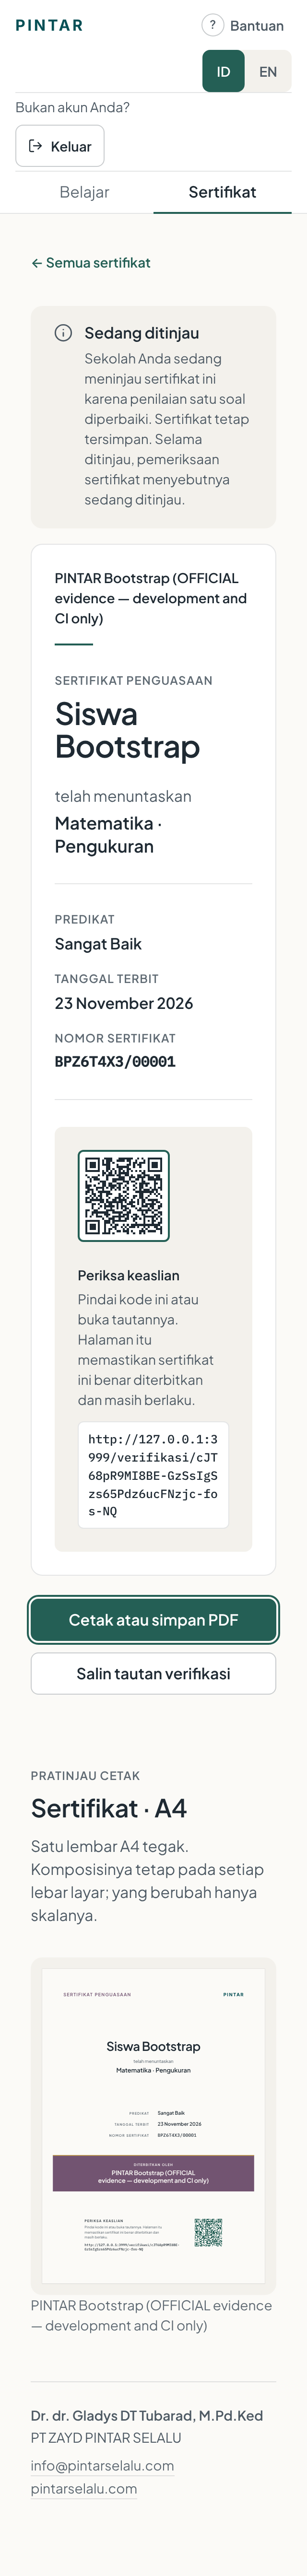 PINTAR
? Bantuan
ID EN
Bukan akun Anda?
Keluar
Belajar Sertifikat
← Semua sertifikat
Sedang ditinjau
Sekolah Anda sedang
meninjau sertifikat ini
karena penilaian satu soal
diperbaiki. Sertifikat tetap
tersimpan. Selama
ditinjau, pemeriksaan
sertifikat menyebutnya
sedang ditinjau.
PINTAR Bootstrap (OFFICIAL
evidence — development and
CI only)
SERTIFIKAT PENGUASAAN
Siswa
Bootstrap
telah menuntaskan
Matematika ·
Pengukuran
PREDIKAT
Sangat Baik
TANGGAL TERBIT
23 November 2026
NOMOR SERTIFIKAT
BPZ6T4X3/00001
Periksa keaslian
Pindai kode ini atau
buka tautannya.
Halaman itu
memastikan sertifikat
ini benar diterbitkan
dan masih berlaku.
http://127.0.0.1:3
999/verifikasi/cJT
68pR9MI8BE-GzSsIgS
zs65Pdz6ucFNzjc-fo
s-NQ
Cetak atau simpan PDF
Salin tautan verifikasi
PRATINJAU CETAK
Sertifikat · A4
Satu lembar A4 tegak.
Komposisinya tetap pada setiap
lebar layar; yang berubah hanya
skalanya.
SERTIFIKAT PENGUASAAN PINTAR
Siswa Bootstrap
telah menuntaskan
Matematika · Pengukuran
PREDIKAT Sangat Baik
TANGGAL TERBIT 23 November 2026
NOMOR SERTIFIKAT BPZ6T4X3/00001
DITERBITKAN OLEH
PINTAR Bootstrap (OFFICIAL
evidence — development and CI only)
PERIKSA KEASLIAN
PINTAR Bootstrap (OFFICIAL evidence
— development and CI only)
Dr. dr. Gladys DT Tubarad, M.Pd.Ked
PT ZAYD PINTAR SELALU
info@pintarselalu.com
pintarselalu.com